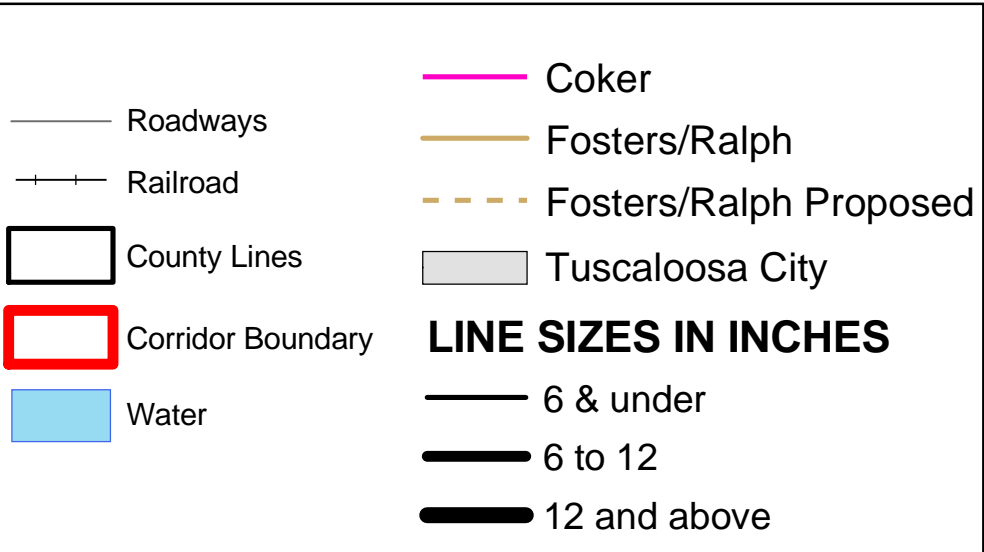 Roadways
Railroad
County Lines
Corridor Boundary
Water
Coker
Fosters/Ralph
Fosters/Ralph Proposed
Tuscaloosa City
LINE SIZES IN INCHES
6 & under
6 to 12
12 and above